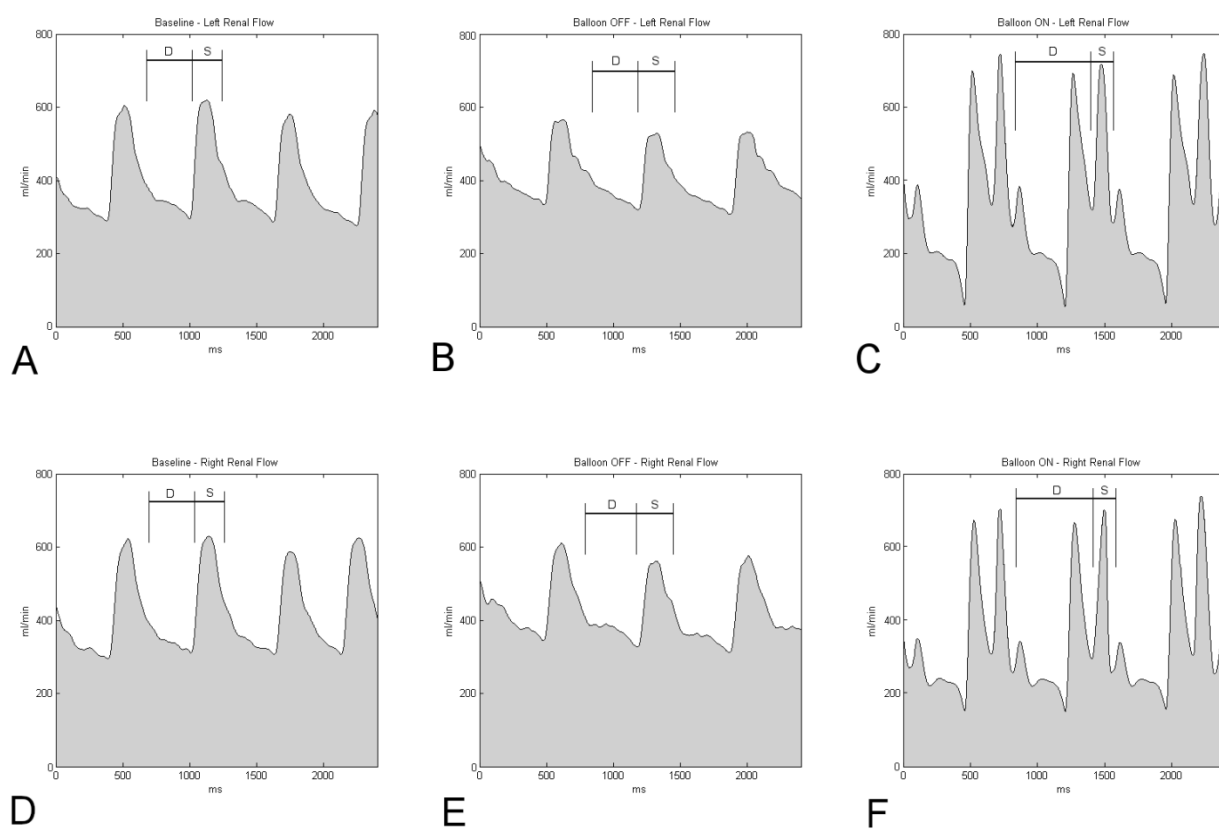 Baseline - Left Renal Flow
800
600
400
200
0
ml/min
D S
0 500 1000 1500 2000
ms
A
Balloon OFF - Left Renal Flow
800
600
400
200
0
ml/min
D S
0 500 1000 1500 2000
ms
B
Balloon ON - Left Renal Flow
800
600
400
200
0
ml/min
D S
0 500 1000 1500 2000
ms
C
Baseline - Right Renal Flow
800
600
400
200
0
ml/min
D S
0 500 1000 1500 2000
ms
D
Balloon OFF - Right Renal Flow
800
600
400
200
0
ml/min
D S
0 500 1000 1500 2000
ms
E
Balloon ON - Right Renal Flow
800
600
400
200
0
ml/min
D S
0 500 1000 1500 2000
ms
F